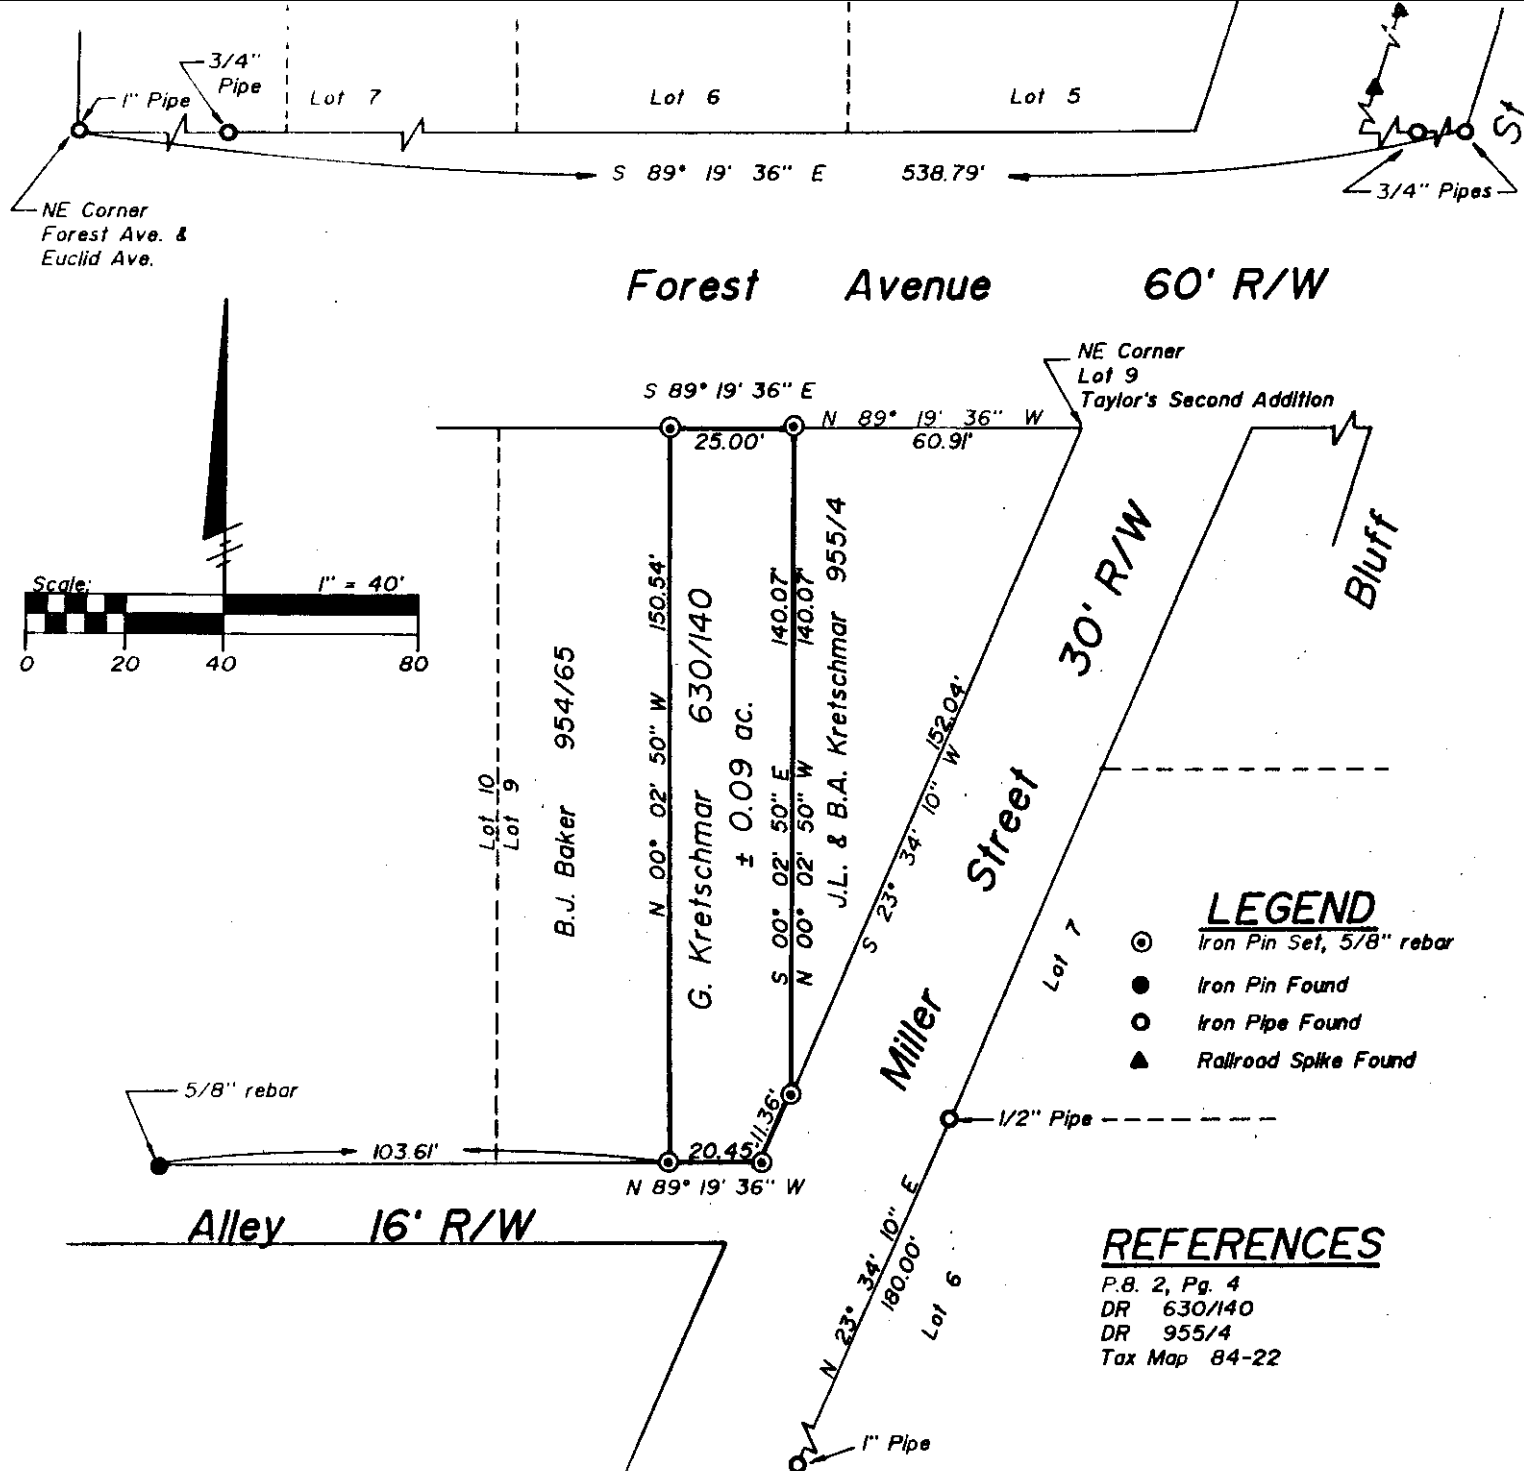 3/4" Pipe
1" Pipe
Lot 7
Lot 6
Lot 5
St
S 89° 19' 36" E 538.79'
3/4" Pipes
NE Corner
Forest Ave. &
Euclid Ave.
Forest Avenue 60' R/W
NE Corner
Lot 9
Taylor's Second Addition
S 89° 19' 36" E
25.00'
N 89° 19' 36" W
60.91'
Scale: 1" = 40'
0 20 40 80
Lot 10
Lot 9
B.J. Baker 954/65
N 00° 02' 50" W 150.54'
G. Kretschmar 630/140
± 0.09 ac.
S 00° 02' 50" E 140.07'
N 00° 02' 50" W 140.07'
J.L. & B.A. Kretschmar 955/4
S 23° 34' 10" W
152.04'
Miller Street 30' R/W
Bluff
Lot 7
LEGEND
Iron Pin Set, 5/8" rebar
Iron Pin Found
Iron Pipe Found
Railroad Spike Found
5/8" rebar
103.61'
20.45'
11.36'
N 89° 19' 36" W
1/2" Pipe
Alley 16' R/W
N 23° 34' 10" E
180.00'
Lot 6
1" Pipe
REFERENCES
P.B. 2, Pg. 4
DR 630/140
DR 955/4
Tax Map 84-22